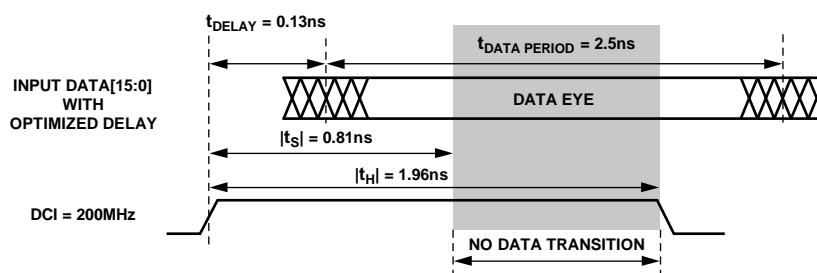 tDELAY = 0.13ns
tDATA PERIOD = 2.5ns
INPUT DATA[15:0]
WITH
OPTIMIZED DELAY
DATA EYE
|tS| = 0.81ns
|tH| = 1.96ns
DCI = 200MHz
NO DATA TRANSITION